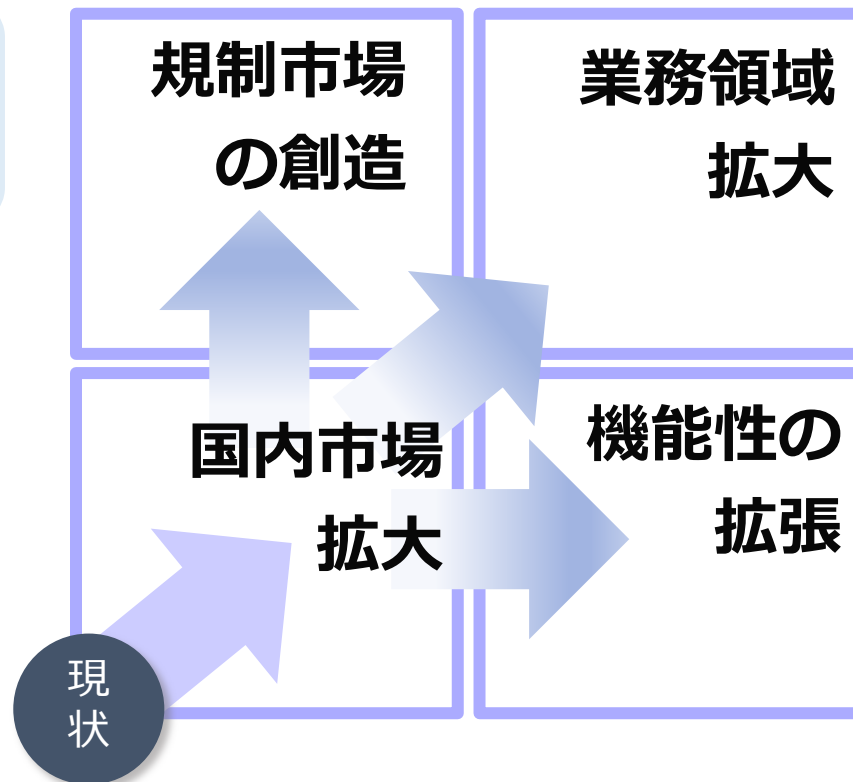 規制市場
の創造
業務領域
拡大
国内市場
拡大
機能性の
拡張
現
状